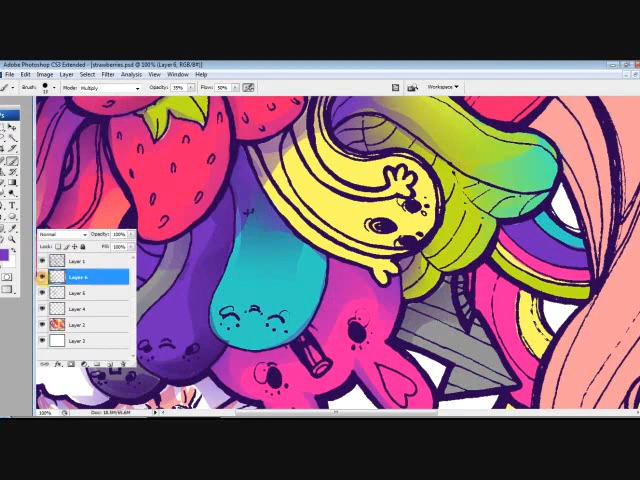 Adobe Photoshop CS3 Extended - [strawberries.psd @ 100% (Layer 6, RGB/8#)]
File Edit Image Layer Select Filter Analysis View Window Help
Brush: Mode: Multiply Opacity: 35% Flow: 50% Workspace
Ps
T
Normal Opacity: 100%
Lock: Fill: 100%
Layer 1
Layer 6
Layer 5
Layer 4
Layer 2
Layer 3
100% Doc: